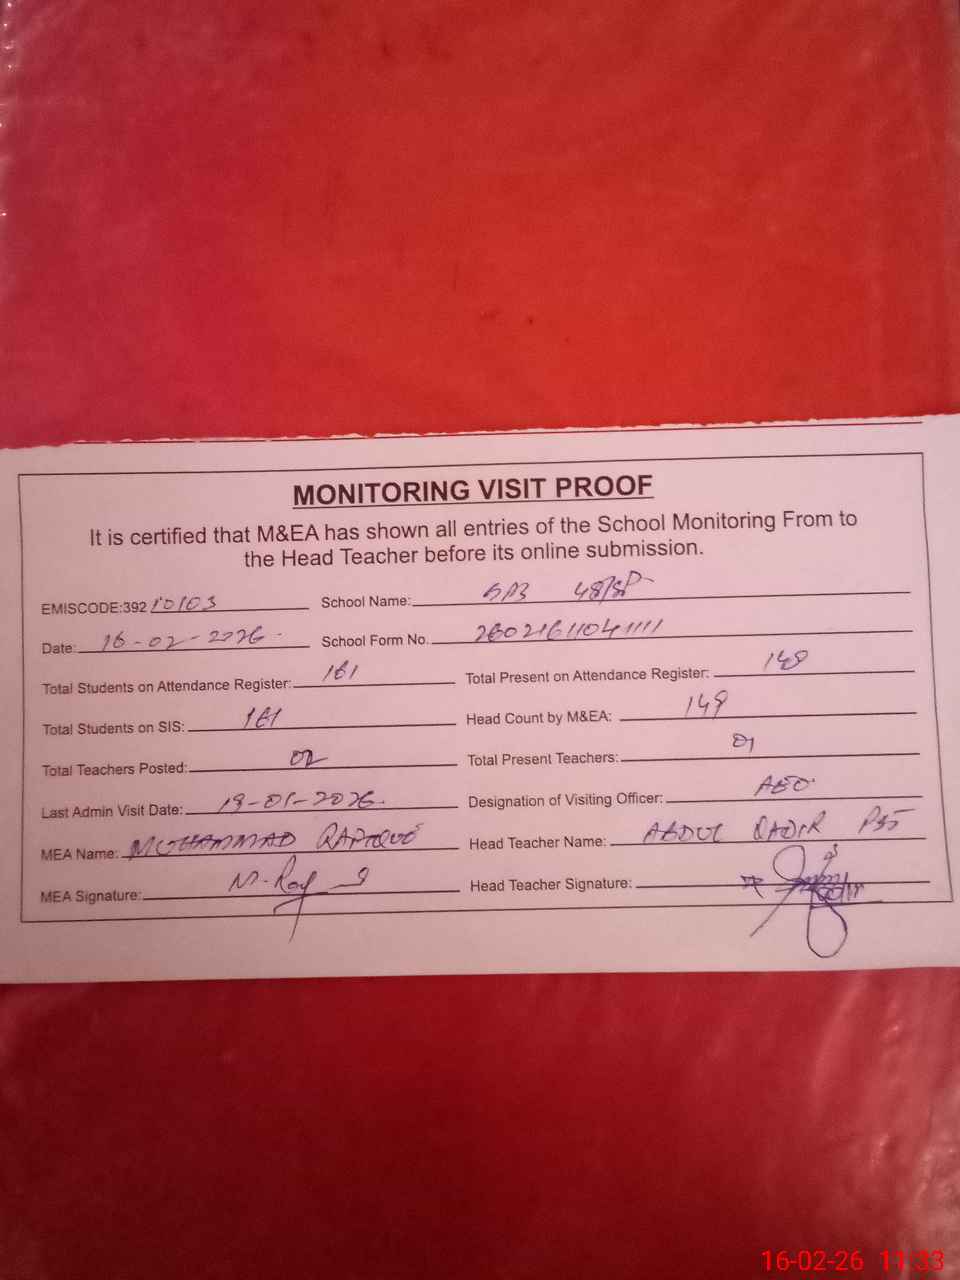 MONITORING VISIT PROOF
It is certified that M&EA has shown all entries of the School Monitoring From to
the Head Teacher before its online submission.
EMISCODE:392 10103 School Name: 48/SP
Date: 16-02-2026 School Form No. 26021611041111
Total Students on Attendance Register: 161 Total Present on Attendance Register: 149
Total Students on SIS: 161 Head Count by M&EA: 149
Total Teachers Posted: 02 Total Present Teachers: 01
Last Admin Visit Date: 19-01-2026 Designation of Visiting Officer: AEO
MEA Name: MUHAMMAD RAFIQUE Head Teacher Name: ABDUL QADIR PST
MEA Signature: Head Teacher Signature:
16-02-26 11:33